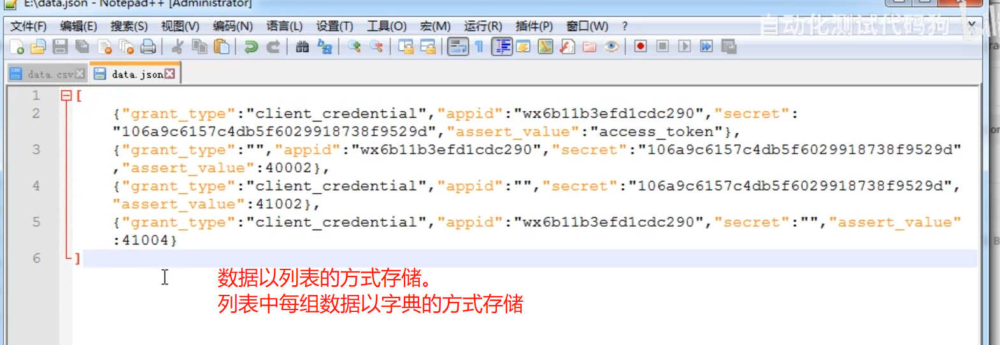 E:\data.json - Notepad++ [Administrator]
文件(F) 编辑(E) 搜索(S) 视图(V) 编码(N) 语言(L) 设置(T) 工具(O) 宏(M) 运行(R) 插件(P) 窗口(W) ?
自动化测试代码狗
data.csv data.json
1 [
2 {"grant_type":"client_credential","appid":"wx6b11b3efd1cdc290","secret":
"106a9c6157c4db5f6029918738f9529d","assert_value":"access_token"},
3 {"grant_type":"","appid":"wx6b11b3efd1cdc290","secret":"106a9c6157c4db5f6029918738f9529d"
,"assert_value":40002},
4 {"grant_type":"client_credential","appid":"","secret":"106a9c6157c4db5f6029918738f9529d",
"assert_value":41002},
5 {"grant_type":"client_credential","appid":"wx6b11b3efd1cdc290","secret":"","assert_value"
:41004}
6 ]
数据以列表的方式存储。
列表中每组数据以字典的方式存储